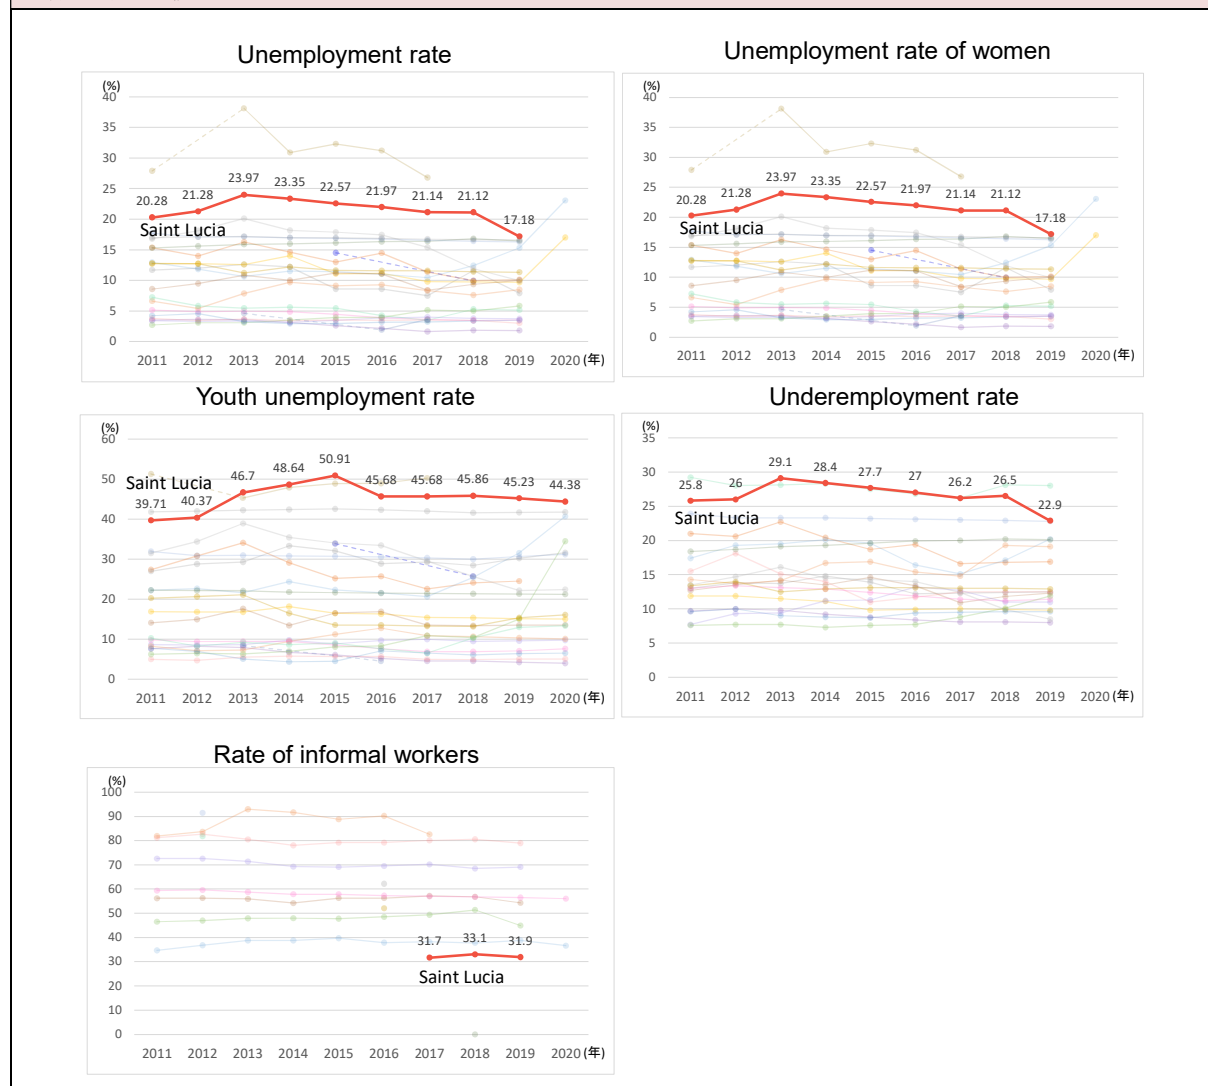 Unemployment rate
(%)
40
35
30
25
20
15
10
5
0
20.28 21.28 23.97 23.35 22.57 21.97 21.14 21.12 17.18
Saint Lucia
2011 2012 2013 2014 2015 2016 2017 2018 2019 2020 (年)
Unemployment rate of women
(%)
40
35
30
25
20
15
10
5
0
20.28 21.28 23.97 23.35 22.57 21.97 21.14 21.12 17.18
Saint Lucia
2011 2012 2013 2014 2015 2016 2017 2018 2019 2020 (年)
Youth unemployment rate
(%)
60
50
40
30
20
10
0
Saint Lucia
39.71 40.37 46.7 48.64 50.91 45.68 45.68 45.86 45.23 44.38
2011 2012 2013 2014 2015 2016 2017 2018 2019 2020 (年)
Underemployment rate
(%)
35
30
25
20
15
10
5
0
25.8 26 29.1 28.4 27.7 27 26.2 26.5 22.9
Saint Lucia
2011 2012 2013 2014 2015 2016 2017 2018 2019 2020 (年)
Rate of informal workers
(%)
100
90
80
70
60
50
40
30
20
10
0
31.7 33.1 31.9
Saint Lucia
2011 2012 2013 2014 2015 2016 2017 2018 2019 2020 (年)